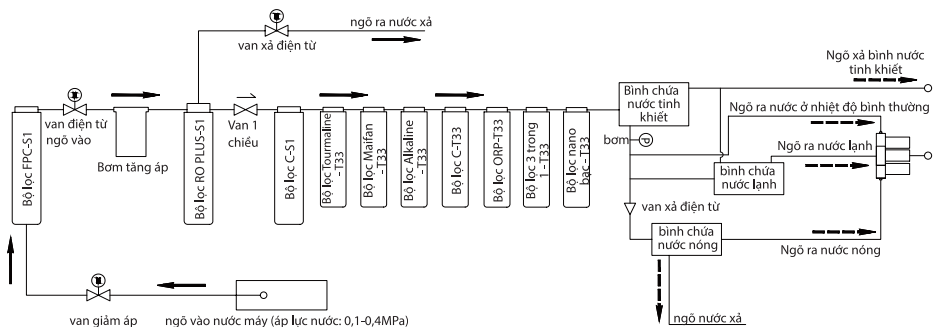 ngõ ra nước xả
van xả điện từ
Ngõ xả bình nước
tinh khiết
Bình chứa
nước tinh
khiết
Ngõ ra nước ở nhiệt độ bình thường
van điện từ
ngõ vào
Bơm tăng áp
Van 1
chiều
bơm
P
Ngõ ra nước lạnh
bình chứa
nước lạnh
Bộ lọc FPC-S1
Bộ lọc RO PLUS-S1
Bộ lọc C-S1
Bộ lọc Tourmaline
-T33
Bộ lọc Maifan
-T33
Bộ lọc Alkaline
-T33
Bộ lọc C-T33
Bộ lọc ORP-T33
Bộ lọc 3 trong
1 -T33
Bộ lọc nano
bạc -T33
van xả điện từ
bình chứa
nước nóng
Ngõ ra nước nóng
van giảm áp
ngõ vào nước máy (áp lực nước: 0,1-0,4MPa)
ngõ nước xả